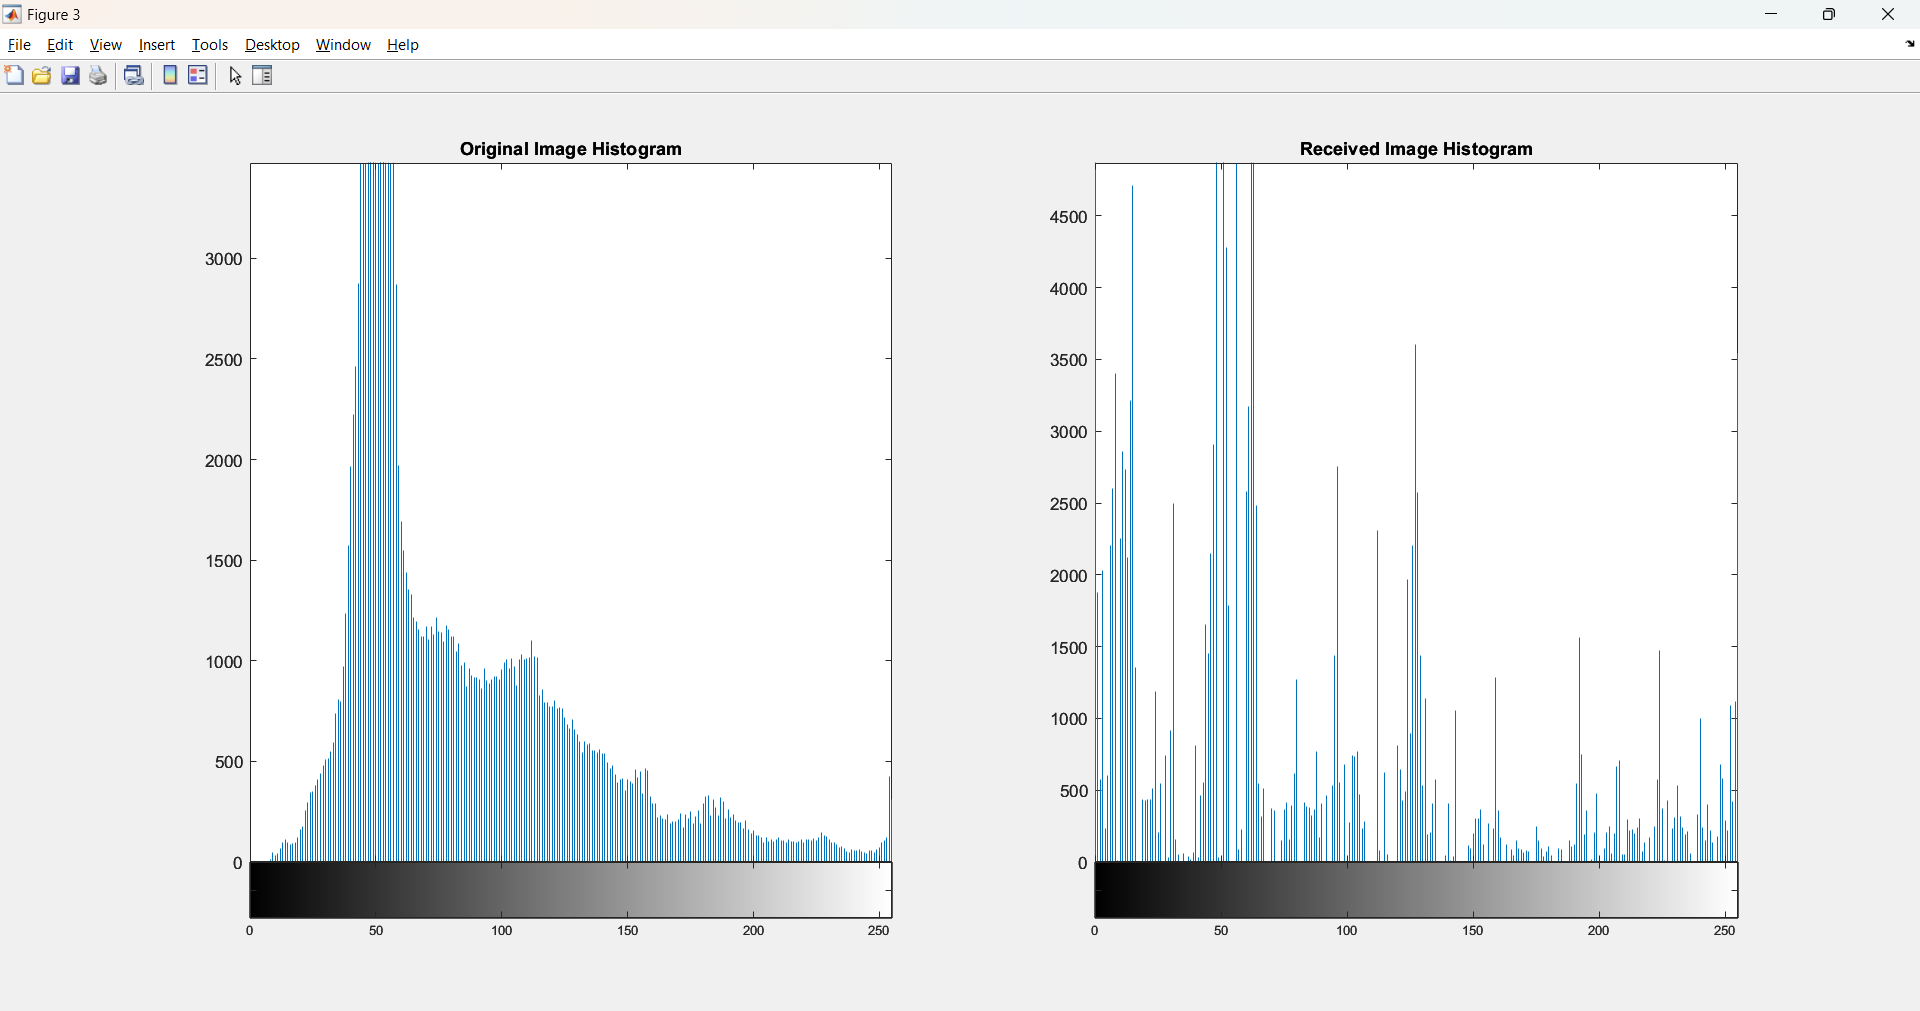 Figure 3
File Edit View Insert Tools Desktop Window Help
Original Image Histogram
3000
2500
2000
1500
1000
500
0
0 50 100 150 200 250
Received Image Histogram
4500
4000
3500
3000
2500
2000
1500
1000
500
0
0 50 100 150 200 250